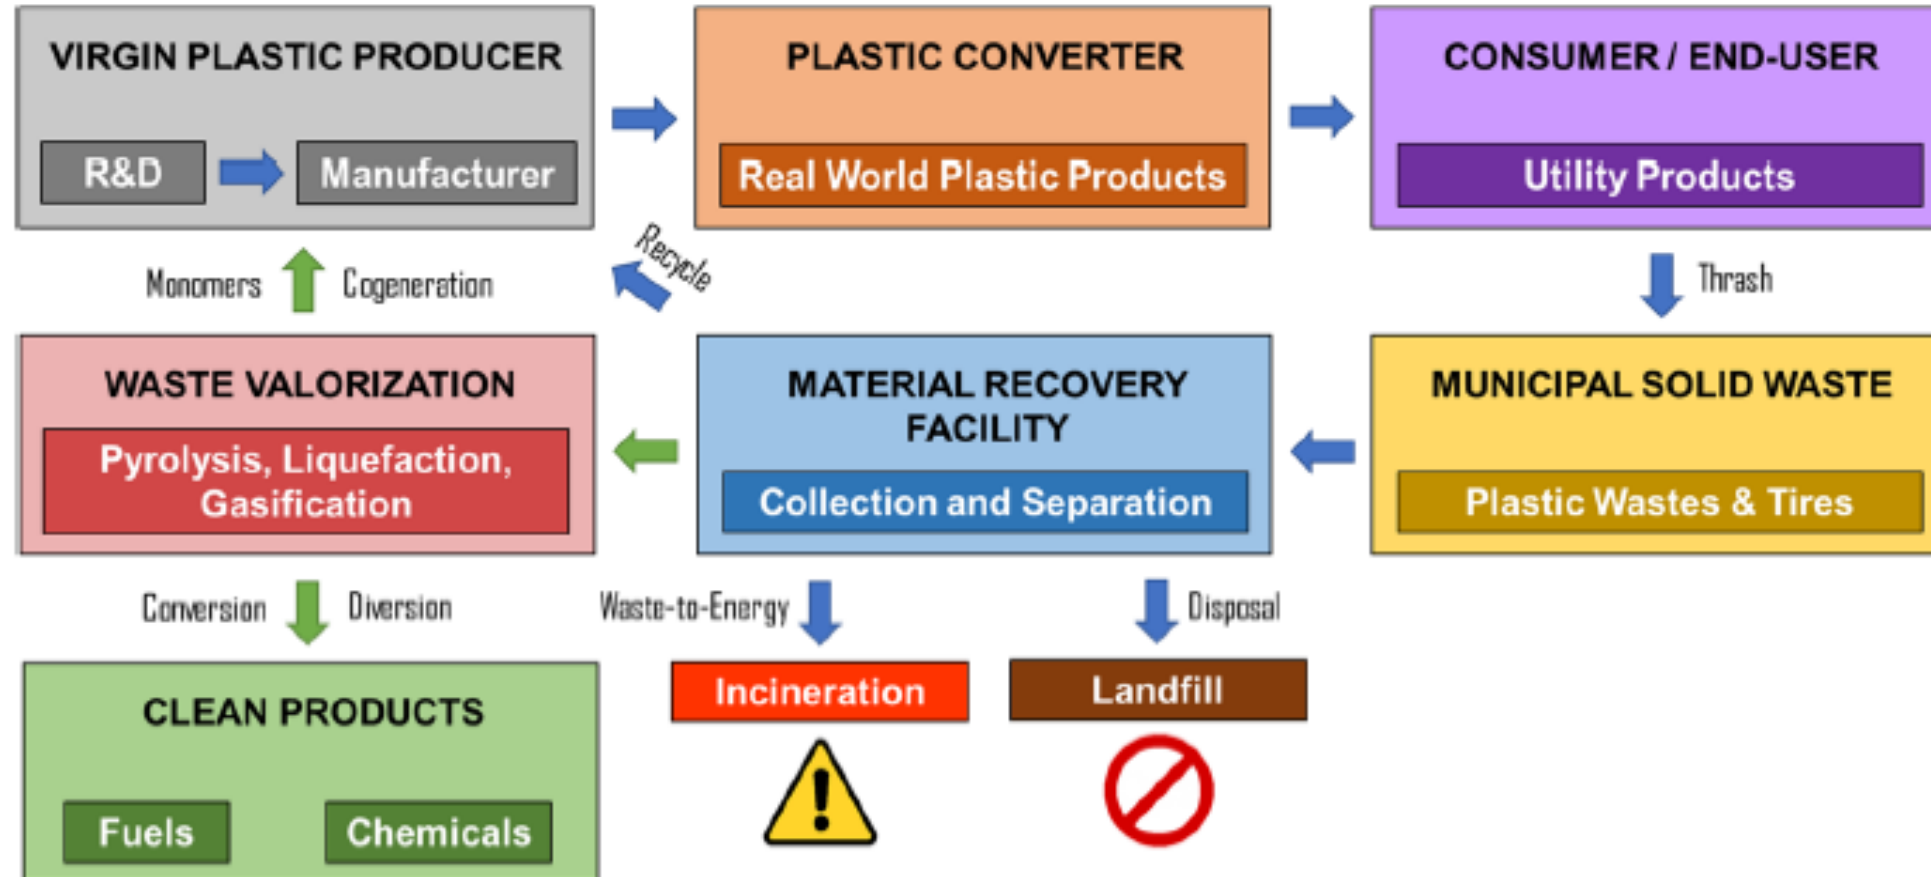 VIRGIN PLASTIC PRODUCER
R&D
Manufacturer
PLASTIC CONVERTER
Real World Plastic Products
CONSUMER / END-USER
Utility Products
Monomers
Cogeneration
Recycle
Thrash
WASTE VALORIZATION
Pyrolysis, Liquefaction,
Gasification
MATERIAL RECOVERY
FACILITY
Collection and Separation
MUNICIPAL SOLID WASTE
Plastic Wastes & Tires
Conversion
Diversion
Waste-to-Energy
Disposal
CLEAN PRODUCTS
Fuels
Chemicals
Incineration
Landfill